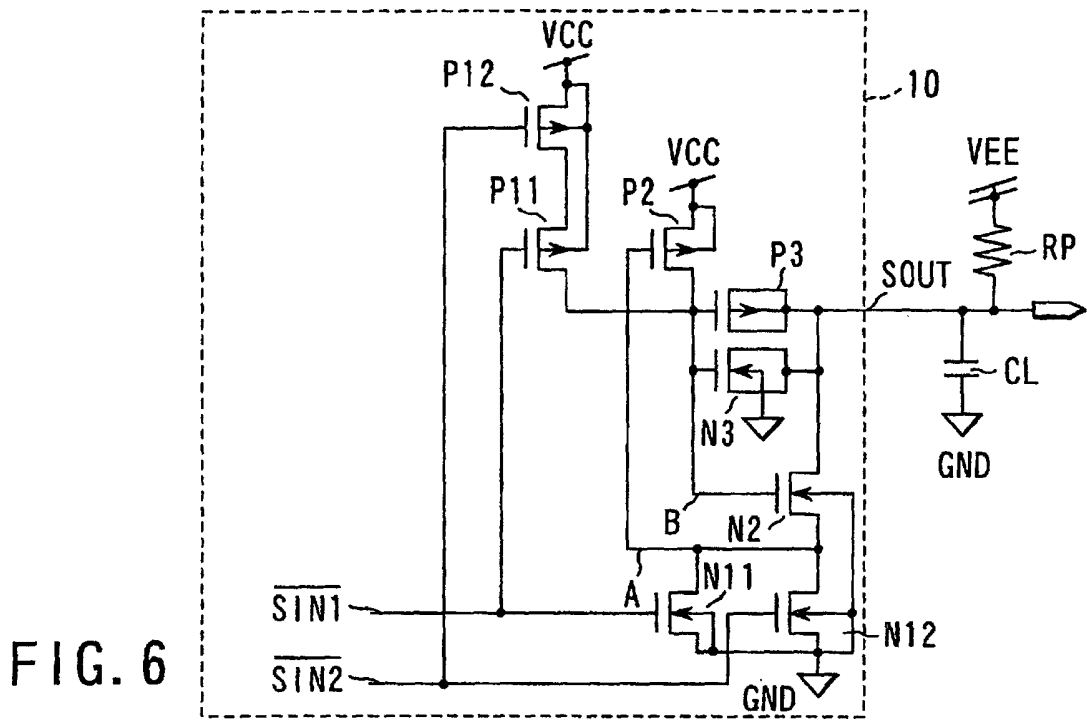 VCC
P12
10
VCC
VEE
P11
P2
P3
SOUT
RP
CL
N3
GND
B
N2
A
N11
SIN1
N12
FIG. 6
SIN2
GND